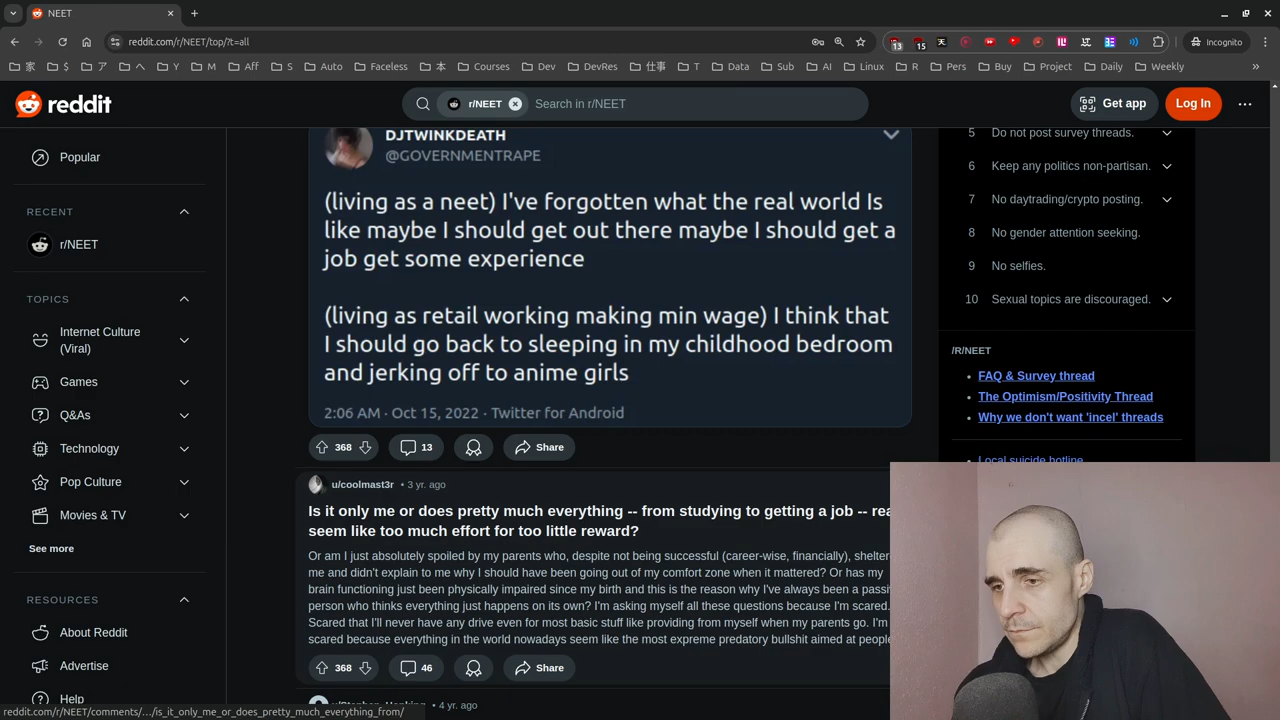 NEET
reddit.com/r/NEET/top/?t=all
13
15
Incognito
家
$
ア
へ
Y
M
Aff
S
Auto
Faceless
本
Courses
Dev
DevRes
仕事
T
Data
Sub
AI
Linux
R
Pers
Buy
Project
Daily
Weekly
reddit
r/NEET
Search in r/NEET
Get app
Log In
Popular
RECENT
r/NEET
TOPICS
Internet Culture
(Viral)
Games
Q&As
Technology
Pop Culture
Movies & TV
See more
RESOURCES
About Reddit
Advertise
Help
reddit.com/r/NEET/comments/.../is_it_only_me_or_does_pretty_much_everything_from/
DJTWINKDEATH
@GOVERNMENTRAPE
(living as a neet) I've forgotten what the real world Is
like maybe I should get out there maybe I should get a
job get some experience
(living as retail working making min wage) I think that
I should go back to sleeping in my childhood bedroom
and jerking off to anime girls
2:06 AM · Oct 15, 2022 · Twitter for Android
368
13
Share
u/coolmast3r • 3 yr. ago
Is it only me or does pretty much everything -- from studying to getting a job --
seem like too much effort for too little reward?
Or am I just absolutely spoiled by my parents who, despite not being successful (career-wise, financially),
me and didn't explain to me why I should have been going out of my comfort zone when it mattered? Or has my
brain functioning just been physically impaired since my birth and this is the reason why I've always been a
person who thinks everything just happens on its own? I'm asking myself all these questions because I'm scared.
Scared that I'll never have any drive even for most basic stuff like providing from myself when my parents go. I'm
scared because everything in the world nowadays seem like the most expreme predatory bullshit aimed at
368
46
Share
• 4 yr. ago
5 Do not post survey threads.
6 Keep any politics non-partisan.
7 No daytrading/crypto posting.
8 No gender attention seeking.
9 No selfies.
10 Sexual topics are discouraged.
/R/NEET
FAQ & Survey thread
The Optimism/Positivity Thread
Why we don't want 'incel' threads
Local suicide hotline